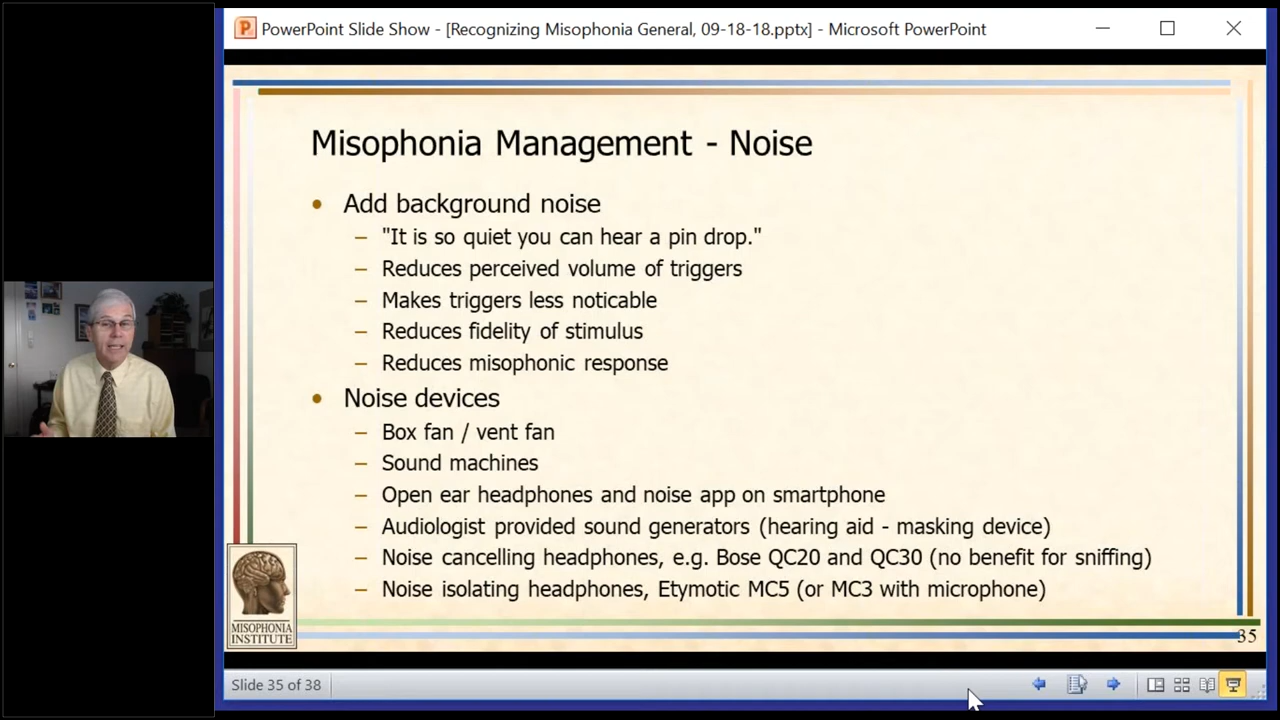 PowerPoint Slide Show - [Recognizing Misophonia General, 09-18-18.pptx] - Microsoft PowerPoint
Misophonia Management - Noise
• Add background noise
– "It is so quiet you can hear a pin drop."
– Reduces perceived volume of triggers
– Makes triggers less noticable
– Reduces fidelity of stimulus
– Reduces misophonic response
• Noise devices
– Box fan / vent fan
– Sound machines
– Open ear headphones and noise app on smartphone
– Audiologist provided sound generators (hearing aid - masking device)
– Noise cancelling headphones, e.g. Bose QC20 and QC30 (no benefit for sniffing)
– Noise isolating headphones, Etymotic MC5 (or MC3 with microphone)
MISOPHONIA
INSTITUTE
35
Slide 35 of 38